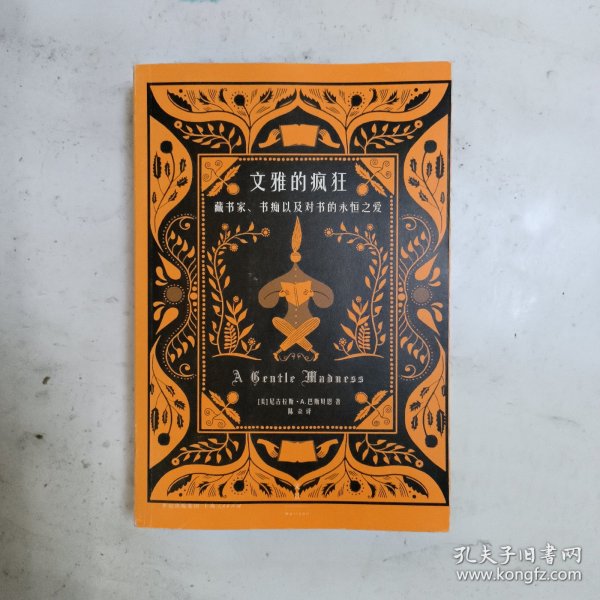 文雅的疯狂
藏书家、书痴以及对书的永恒之爱
A Gentle Madness
[美]尼古拉斯·A.巴斯贝恩 著
陈焱 译
孔夫子旧书网
www.kongfz.com